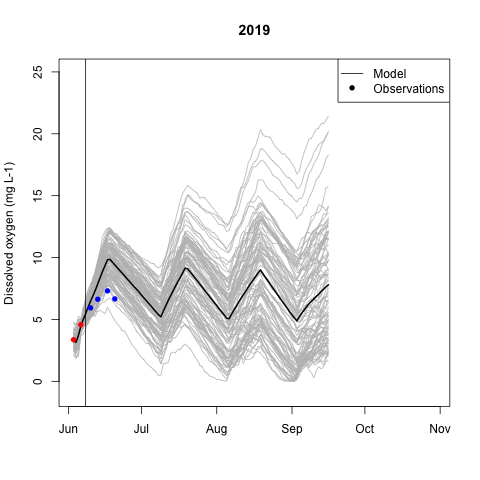 2019
Model
Observations
Dissolved oxygen (mg L-1)
25
20
15
10
5
0
Jun Jul Aug Sep Oct Nov